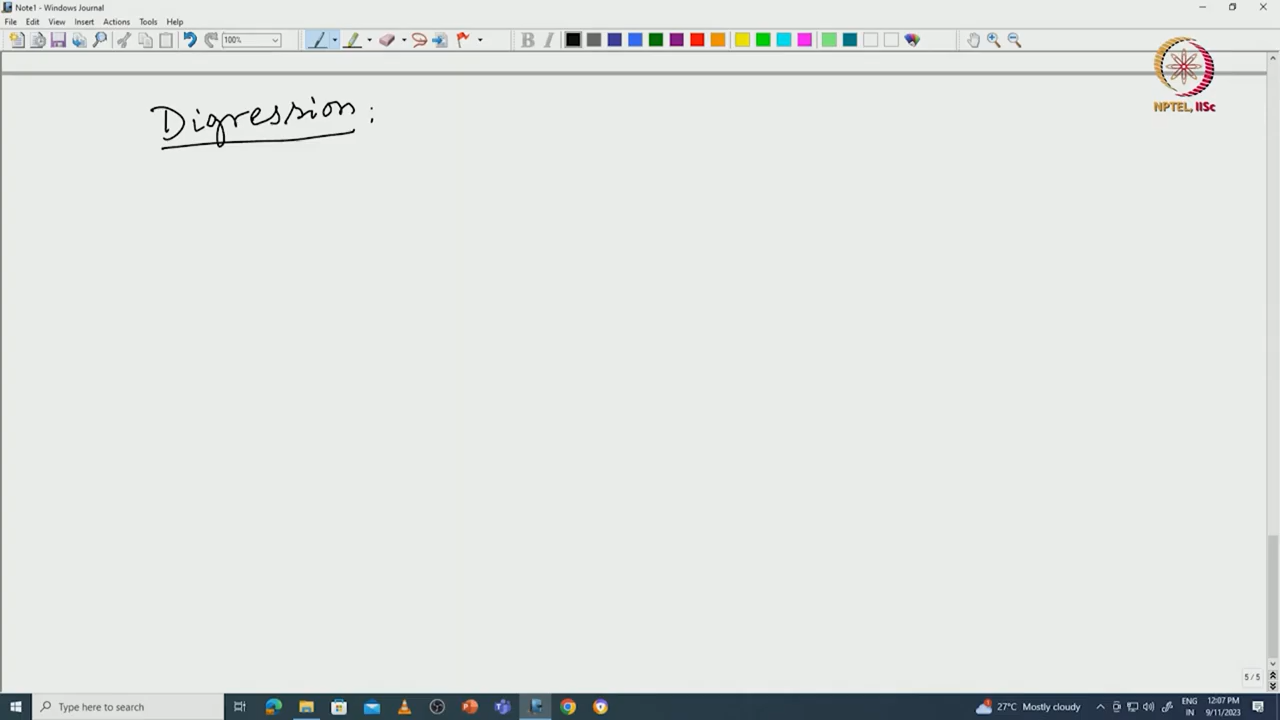 Note1 - Windows Journal
File Edit View Insert Actions Tools Help
100%
B I
NPTEL, IISc
Digression :
5 / 5
Type here to search
27°C Mostly cloudy
ENG
IN
12:07 PM
9/11/2023